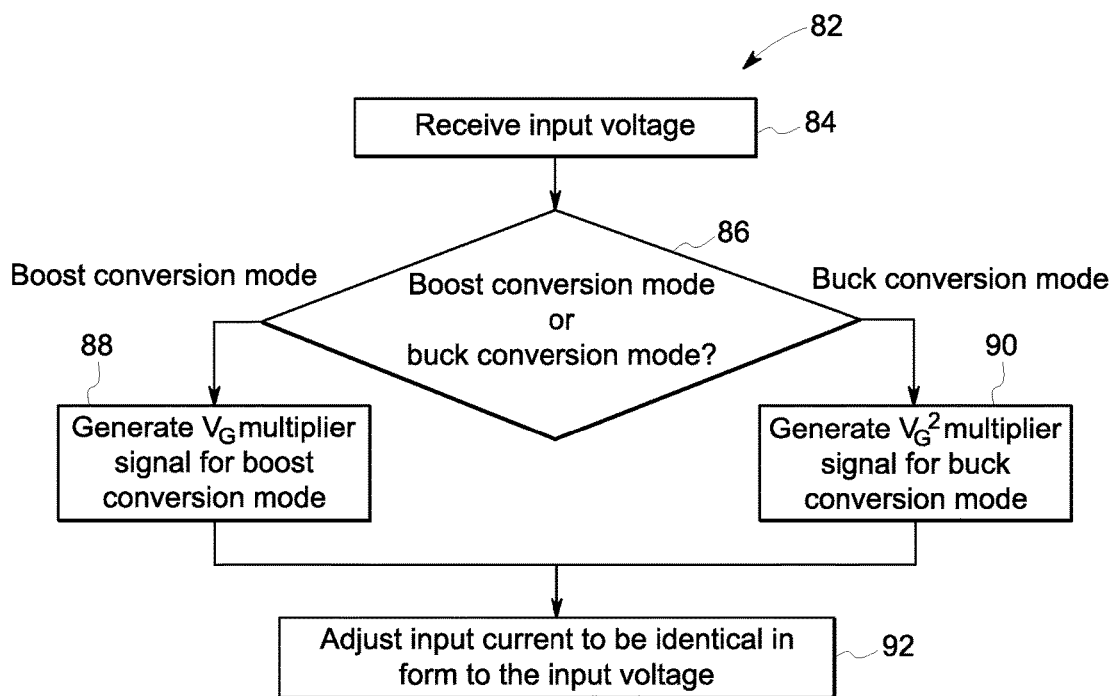 82
Receive input voltage
84
86
Boost conversion mode
Buck conversion mode
Boost conversion mode
or
buck conversion mode?
88
90
Generate V_G multiplier
signal for boost
conversion mode
Generate V_G² multiplier
signal for buck
conversion mode
Adjust input current to be identical in
form to the input voltage
92